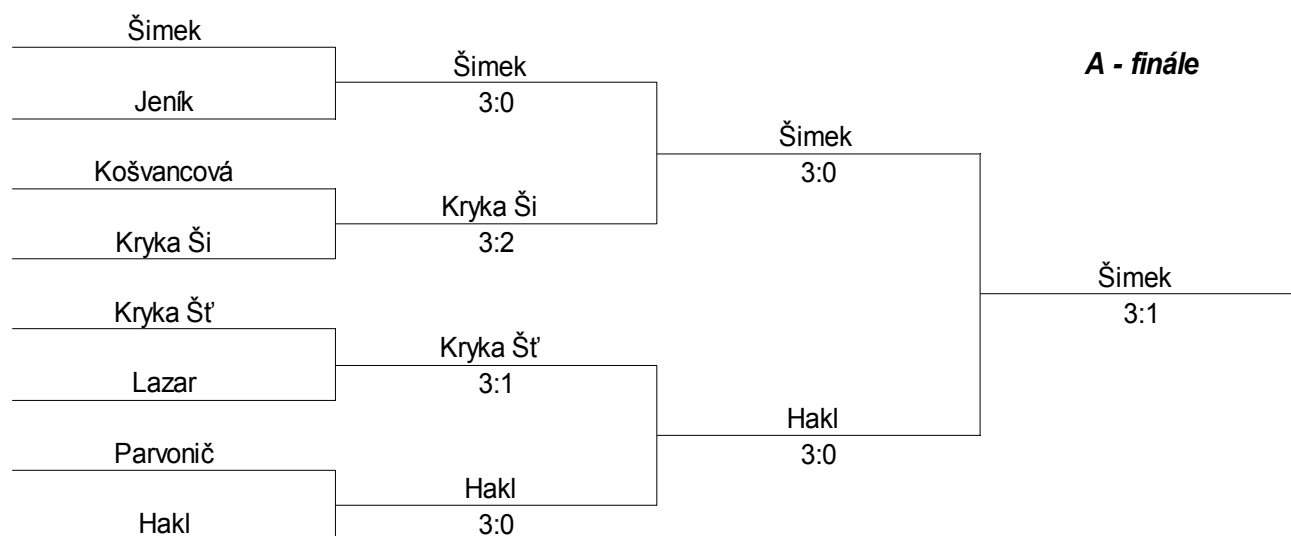 Šimek
Šimek
A - finále
Jeník
3:0
Šimek
Košvancová
3:0
Kryka Ši
Kryka Ši
3:2
Šimek
Kryka Šť
3:1
Kryka Šť
Lazar
3:1
Hakl
Parvonič
3:0
Hakl
Hakl
3:0